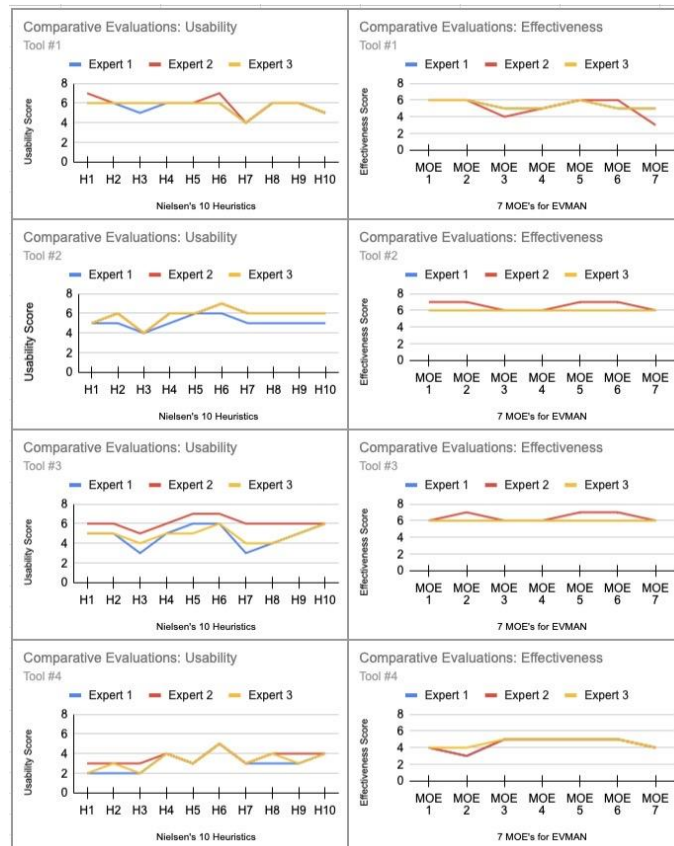 Comparative Evaluations: Usability
Tool #1
Expert 1 Expert 2 Expert 3
Usability Score
8
6
4
2
0
H1 H2 H3 H4 H5 H6 H7 H8 H9 H10
Nielsen's 10 Heuristics
Comparative Evaluations: Effectiveness
Tool #1
Expert 1 Expert 2 Expert 3
Effectiveness Score
8
6
4
2
0
MOE MOE MOE MOE MOE MOE MOE
1 2 3 4 5 6 7
7 MOE's for EVMAN
Comparative Evaluations: Usability
Tool #2
Expert 1 Expert 2 Expert 3
Usability Score
8
6
4
2
0
H1 H2 H3 H4 H5 H6 H7 H8 H9 H10
Nielsen's 10 Heuristics
Comparative Evaluations: Effectiveness
Tool #2
Expert 1 Expert 2 Expert 3
Effectiveness Score
8
6
4
2
0
MOE MOE MOE MOE MOE MOE MOE
1 2 3 4 5 6 7
7 MOE's for EVMAN
Comparative Evaluations: Usability
Tool #3
Expert 1 Expert 2 Expert 3
Usability Score
8
6
4
2
0
H1 H2 H3 H4 H5 H6 H7 H8 H9 H10
Nielsen's 10 Heuristics
Comparative Evaluations: Effectiveness
Tool #3
Expert 1 Expert 2 Expert 3
Effectiveness Score
8
6
4
2
0
MOE MOE MOE MOE MOE MOE MOE
1 2 3 4 5 6 7
7 MOE's for EVMAN
Comparative Evaluations: Usability
Tool #4
Expert 1 Expert 2 Expert 3
Usability Score
8
6
4
2
0
H1 H2 H3 H4 H5 H6 H7 H8 H9 H10
Nielsen's 10 Heuristics
Comparative Evaluations: Effectiveness
Tool #4
Expert 1 Expert 2 Expert 3
Effectiveness Score
8
6
4
2
0
MOE MOE MOE MOE MOE MOE MOE
1 2 3 4 5 6 7
7 MOE's for EVMAN